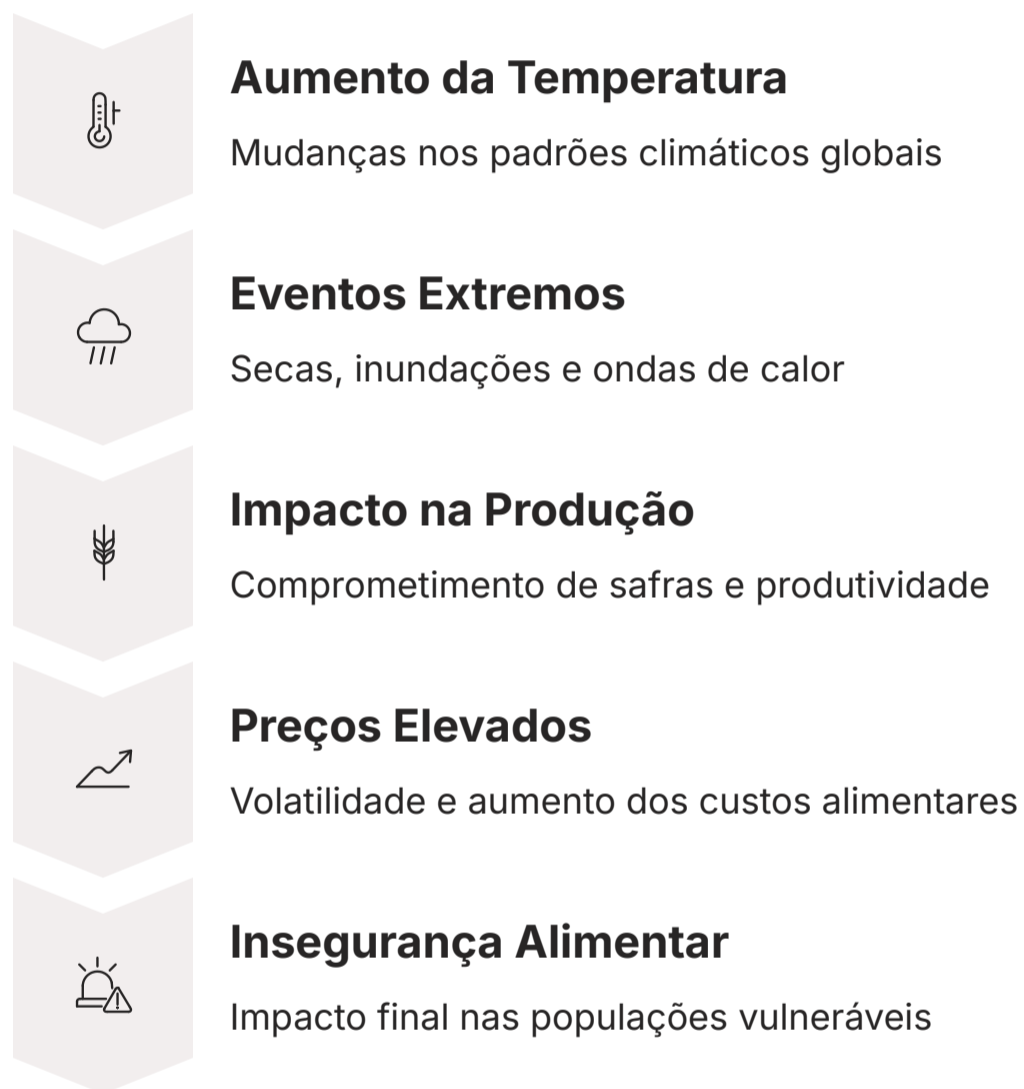 Aumento da Temperatura
Mudanças nos padrões climáticos globais
Eventos Extremos
Secas, inundações e ondas de calor
Impacto na Produção
Comprometimento de safras e produtividade
Preços Elevados
Volatilidade e aumento dos custos alimentares
Insegurança Alimentar
Impacto final nas populações vulneráveis